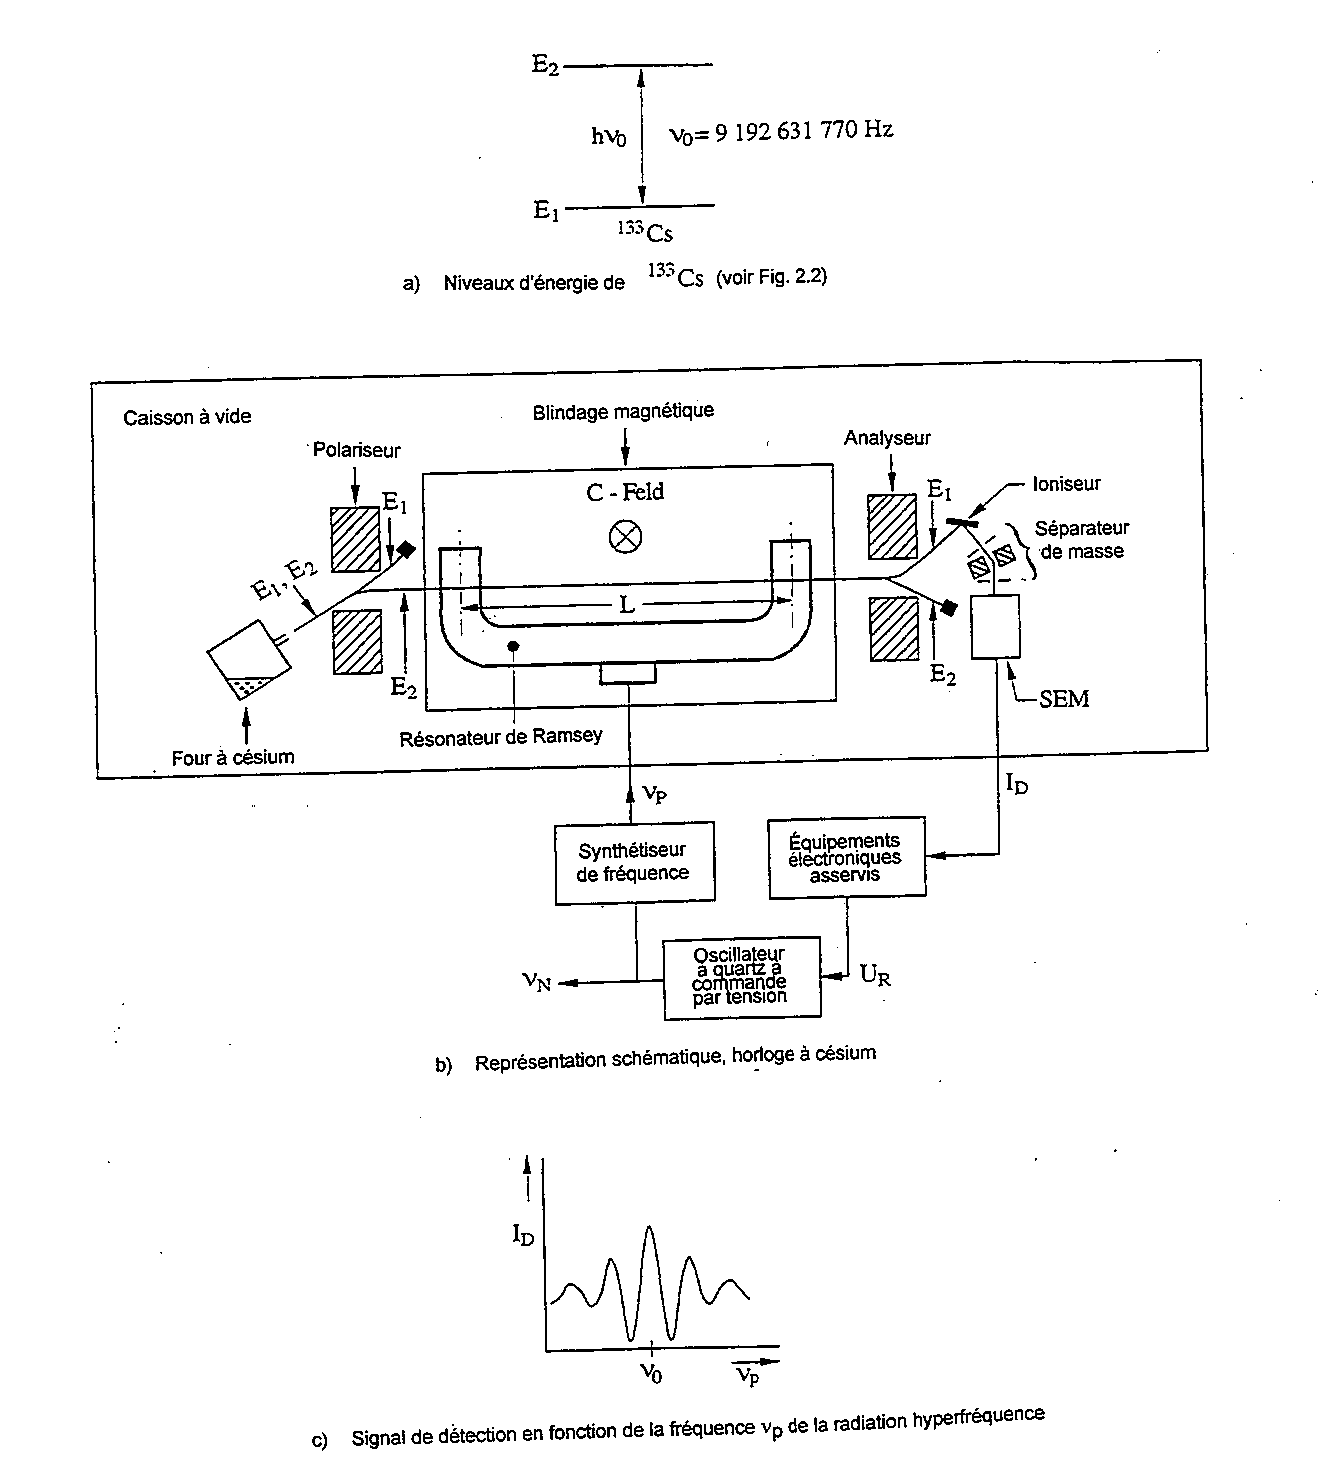 E2
hν0 ν0= 9 192 631 770 Hz
E1
133Cs
a) Niveaux d'énergie de 133Cs (voir Fig. 2.2)
Caisson à vide
Blindage magnétique
Polariseur
Analyseur
E1
C - Feld
E1
Ioniseur
Séparateur
de masse
E1, E2
L
E2
E2
SEM
Résonateur de Ramsey
Four à césium
νP
ID
Synthétiseur
de fréquence
Équipements
électroniques
asservis
Oscillateur
à quartz à
commande
par tension
νN
UR
b) Représentation schématique, horloge à césium
ID
ν0
νp
c) Signal de détection en fonction de la fréquence νp de la radiation hyperfréquence